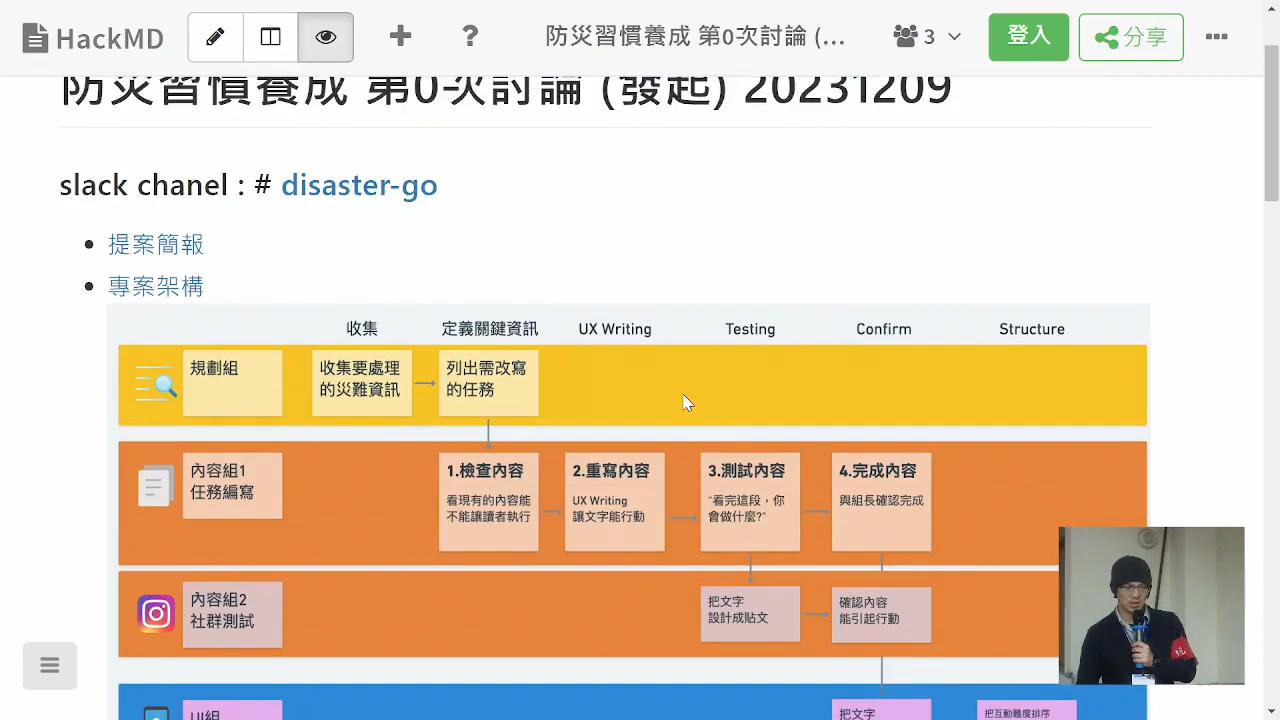 HackMD
防災習慣養成 第0次討論 (...
3
登入
分享
防災習慣養成 第0次討論 (發起) 20231209
slack chanel : # disaster-go
提案簡報
專案架構
收集
定義關鍵資訊
UX Writing
Testing
Confirm
Structure
規劃組
收集要處理
的災難資訊
列出需改寫
的任務
內容組1
任務編寫
1.檢查內容
看現有的內容能
不能讓讀者執行
2.重寫內容
UX Writing
讓文字能行動
3.測試內容
“看完這段，你
會做什麼?”
4.完成內容
與組長確認完成
內容組2
社群測試
把文字
設計成貼文
確認內容
能引起行動
UI組
把文字
把互動難度排序